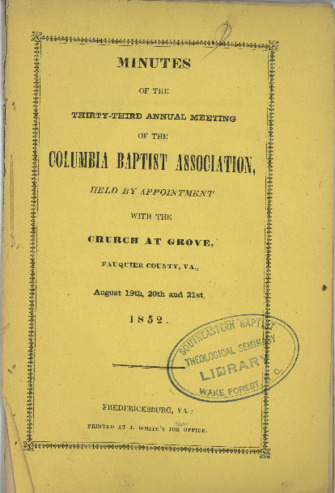 MINUTES
OF THE
THIRTY-THIRD ANNUAL MEETING
OF THE
COLUMBIA BAPTIST ASSOCIATION,
HELD BY APPOINTMENT
WITH THE
CHURCH AT GROVE,
FAUQUIER COUNTY, VA.,
August 19th, 20th and 21st,
1852.
SOUTHEASTERN BAPTIST
THEOLOGICAL SEMINARY
LIBRARY
WAKE FOREST, N. C.
FREDERICKSBURG, VA.:
PRINTED AT J. WHITE'S JOB OFFICE.